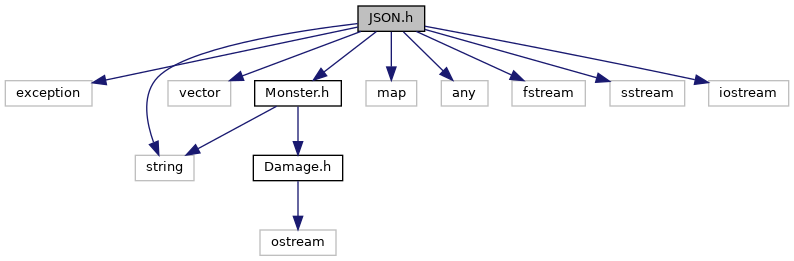 JSON.h
exception
vector
Monster.h
map
any
fstream
sstream
iostream
string
Damage.h
ostream